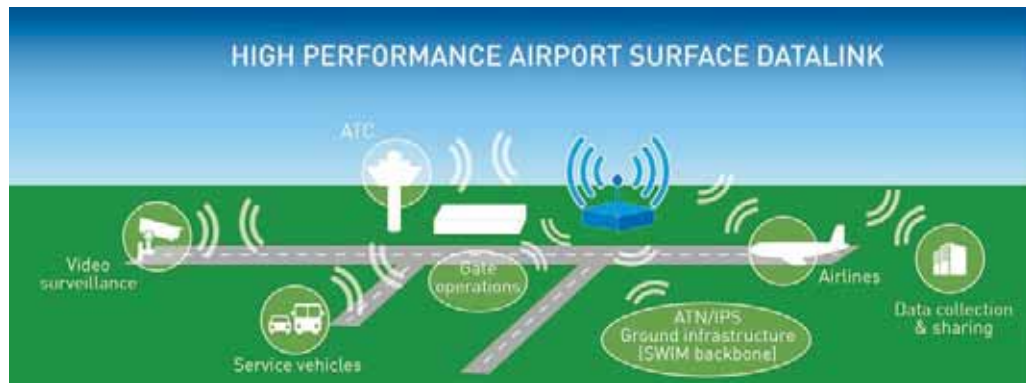 HIGH PERFORMANCE AIRPORT SURFACE DATALINK
ATC
Video
surveillance
Gate
operations
Service vehicles
ATN/IPS
Ground infrastructure
[SWIM backbone]
Airlines
Data collection
& sharing